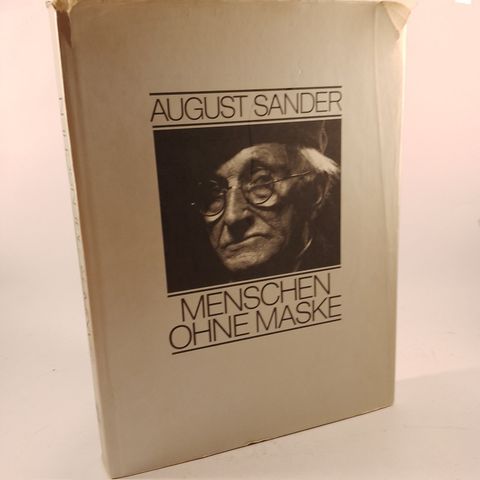 AUGUST SANDER
MENSCHEN
OHNE MASKE